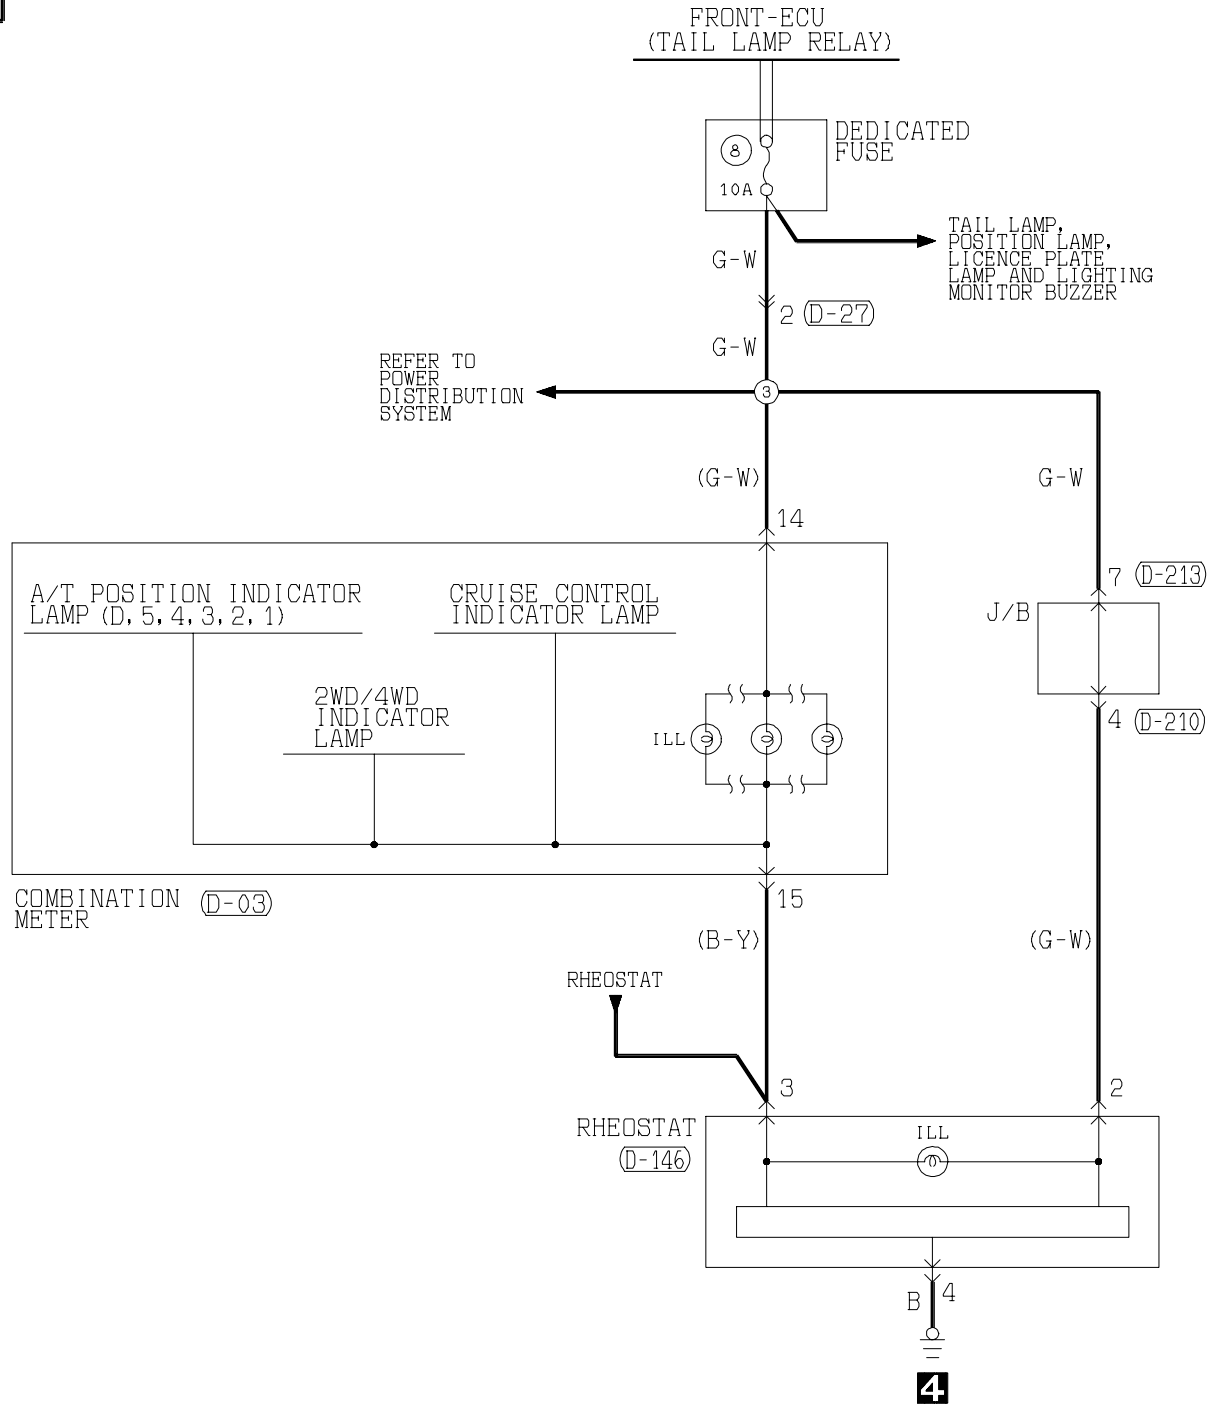 FRONT-ECU
(TAIL LAMP RELAY)
DEDICATED
FUSE
8
10A
TAIL LAMP,
POSITION LAMP,
LICENCE PLATE
LAMP AND LIGHTING
MONITOR BUZZER
G-W
2 (D-27)
G-W
REFER TO
POWER
DISTRIBUTION
SYSTEM
3
(G-W)
G-W
14
7 (D-213)
J/B
A/T POSITION INDICATOR
LAMP (D, 5, 4, 3, 2, 1)
CRUISE CONTROL
INDICATOR LAMP
2WD/4WD
INDICATOR
LAMP
ILL
4 (D-210)
COMBINATION
METER
(D-03)
15
(B-Y)
(G-W)
RHEOSTAT
3
2
RHEOSTAT
(D-146)
ILL
B
4
4